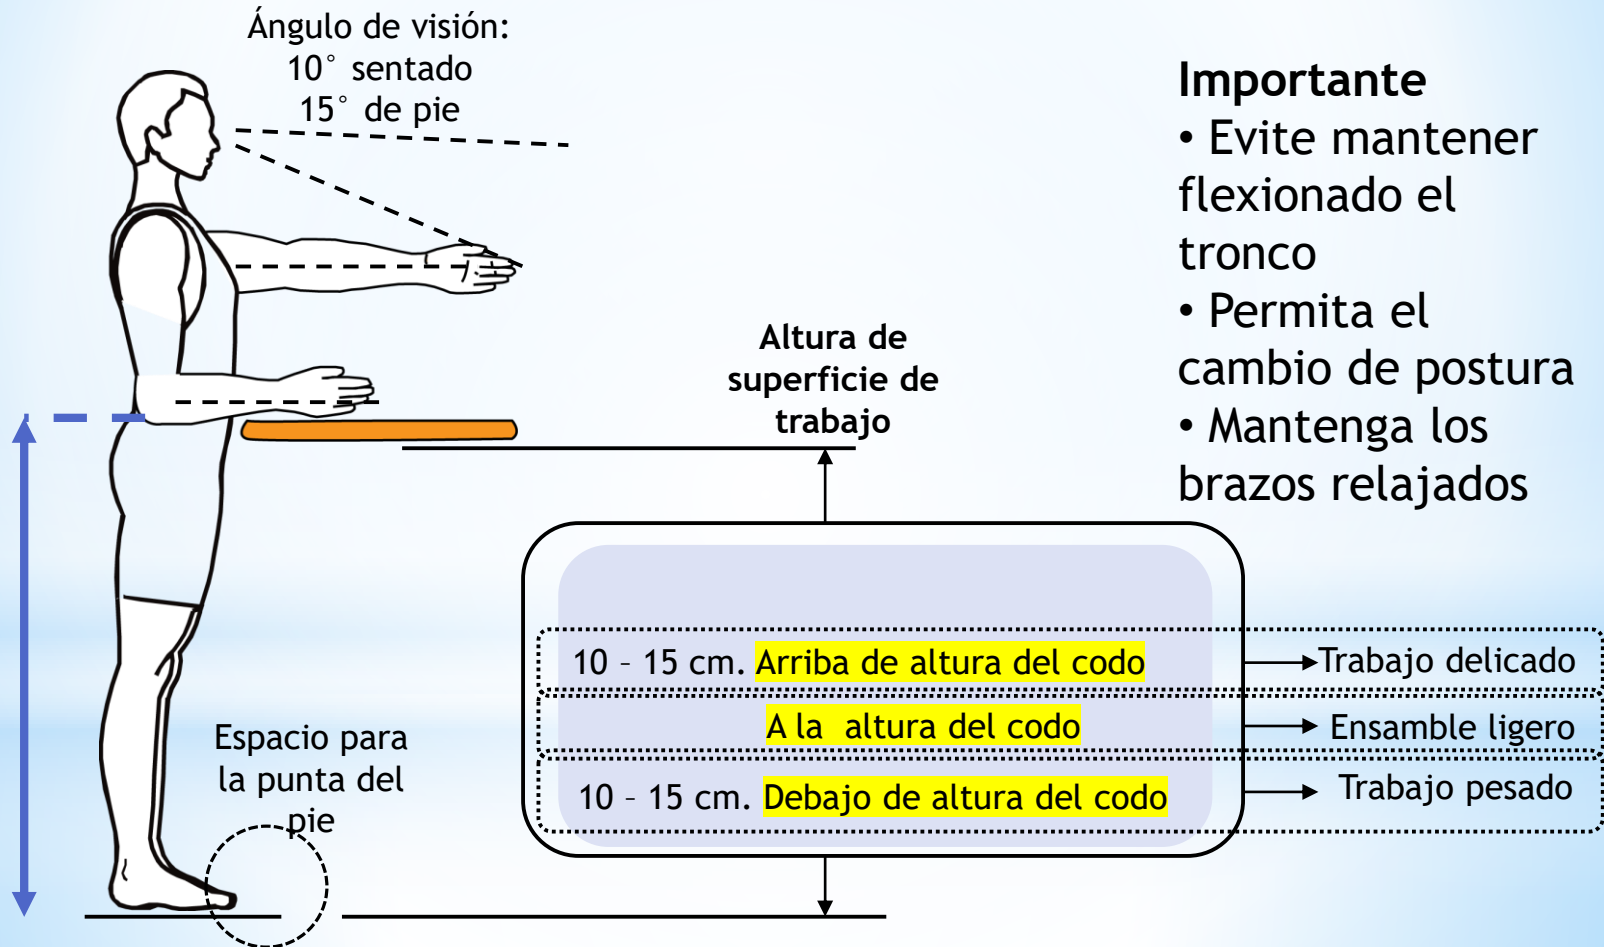 Ángulo de visión:
10° sentado
15° de pie
Importante
• Evite mantener
flexionado el
tronco
• Permita el
cambio de postura
• Mantenga los
brazos relajados
Altura de
superficie de
trabajo
10 – 15 cm. Arriba de altura del codo
Trabajo delicado
A la altura del codo
Ensamble ligero
10 – 15 cm. Debajo de altura del codo
Trabajo pesado
Espacio para
la punta del
pie